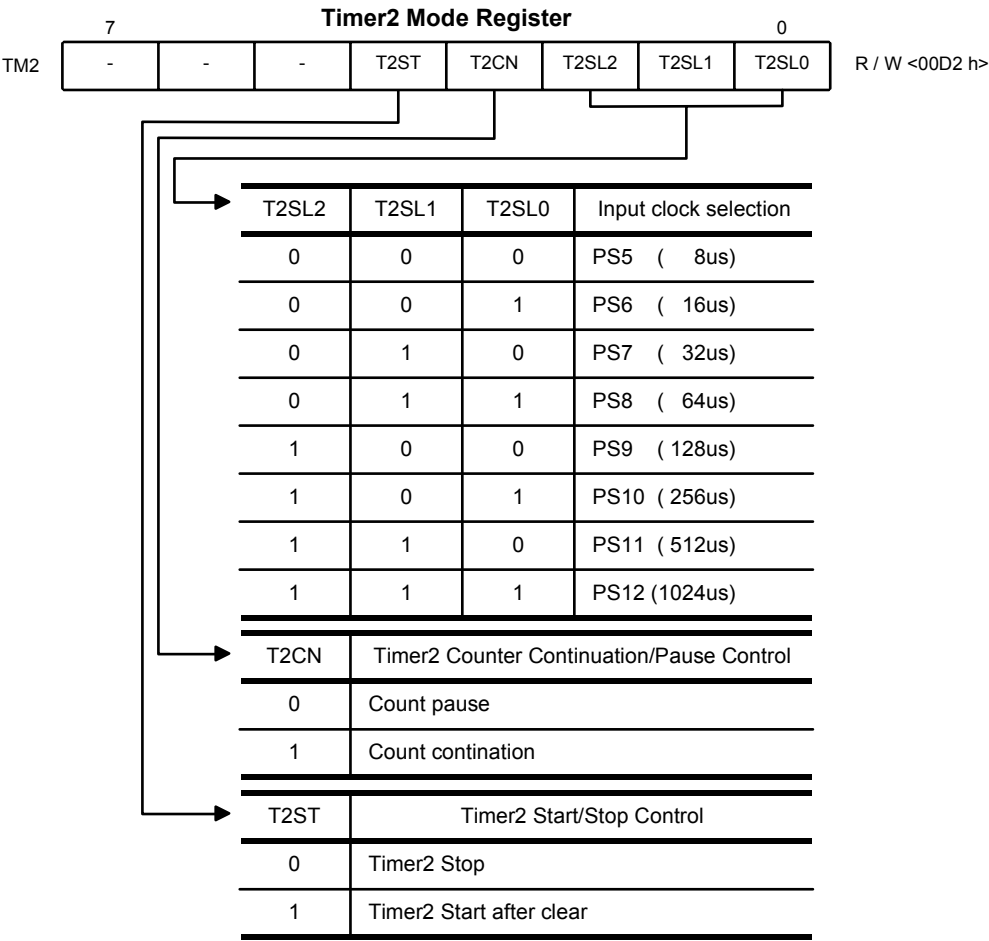 Timer2 Mode Register
7 0
TM2 - - - T2ST T2CN T2SL2 T2SL1 T2SL0 R / W <00D2 h>
T2SL2 T2SL1 T2SL0 Input clock selection
0 0 0 PS5 ( 8us)
0 0 1 PS6 ( 16us)
0 1 0 PS7 ( 32us)
0 1 1 PS8 ( 64us)
1 0 0 PS9 ( 128us)
1 0 1 PS10 ( 256us)
1 1 0 PS11 ( 512us)
1 1 1 PS12 (1024us)
T2CN Timer2 Counter Continuation/Pause Control
0 Count pause
1 Count contination
T2ST Timer2 Start/Stop Control
0 Timer2 Stop
1 Timer2 Start after clear